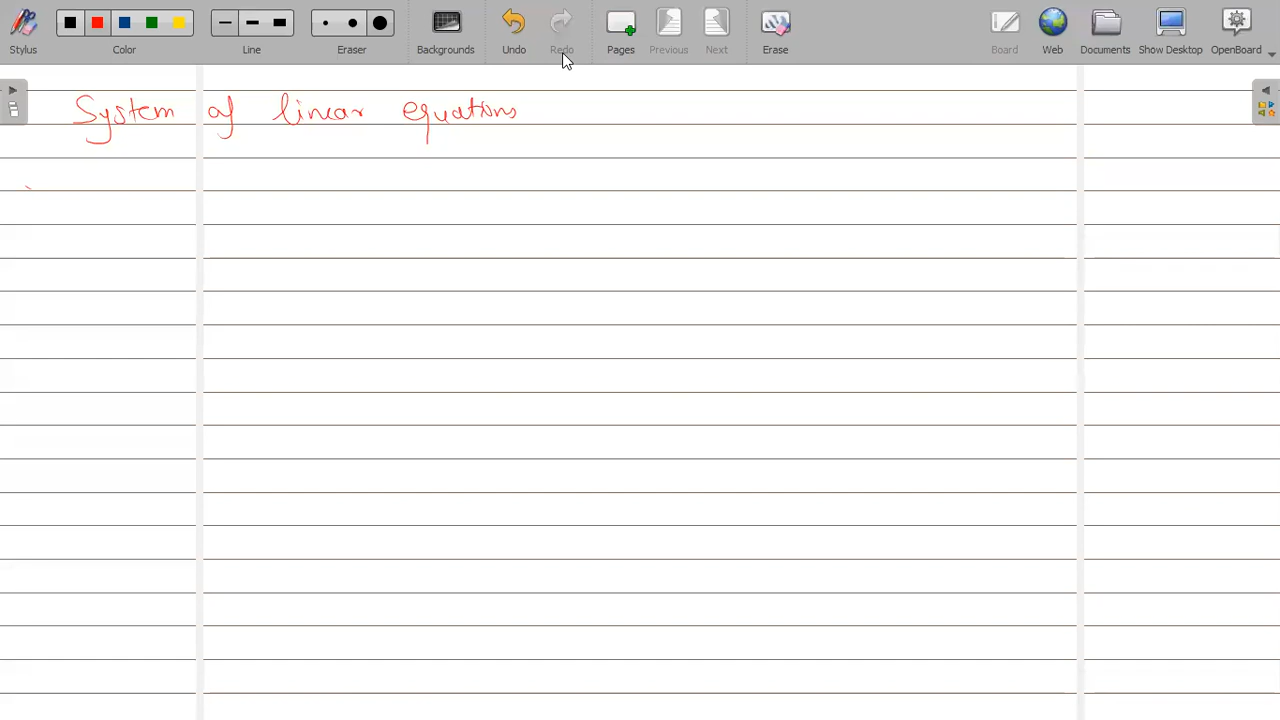 Stylus Color Line Eraser Backgrounds Undo Redo Pages Previous Next Erase Board Web Documents Show Desktop OpenBoard
System of linear equations